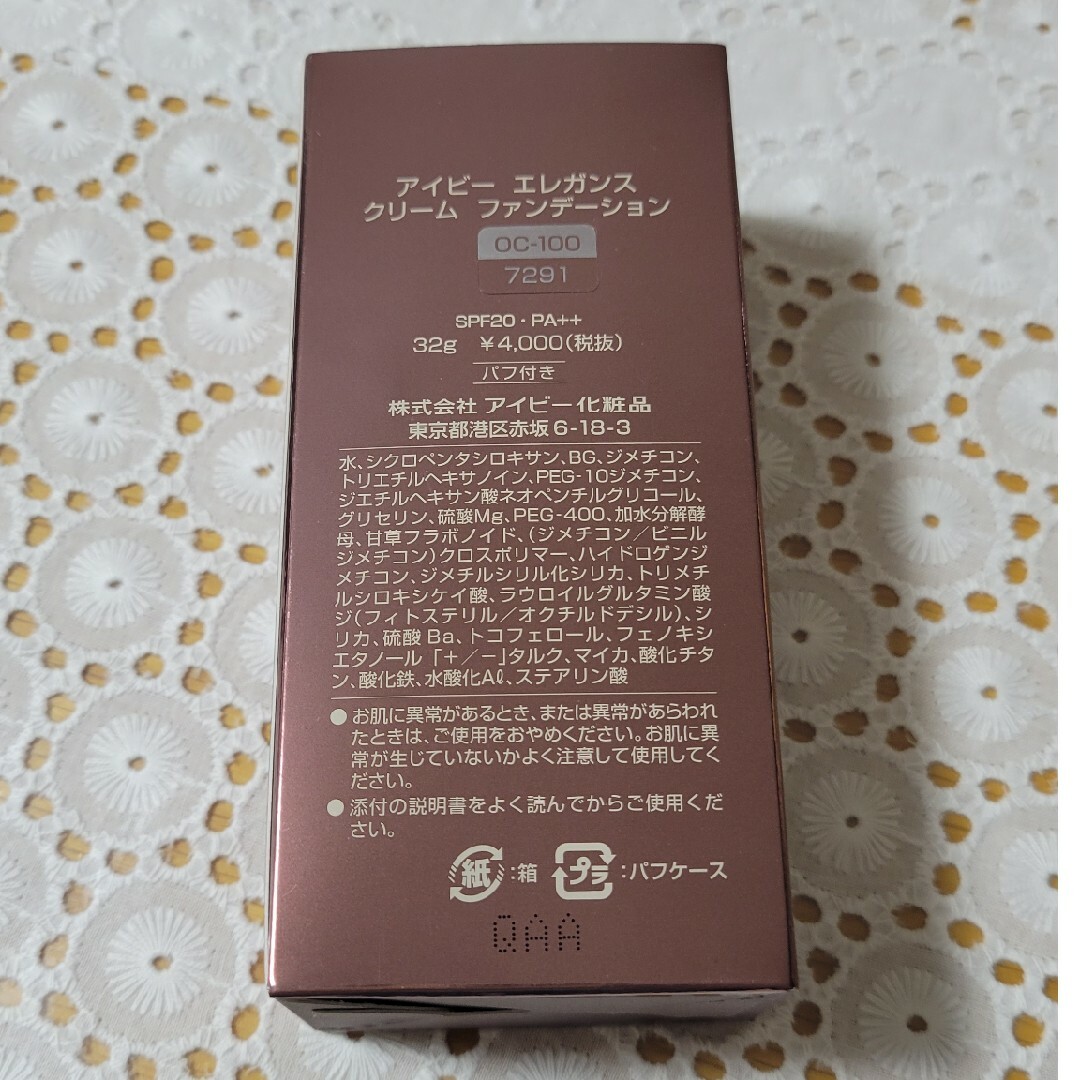 アイビー エレガンス
クリーム ファンデーション
OC-100
7291
SPF20・PA++
32g ¥4,000(税抜)
パフ付き
株式会社 アイビー化粧品
東京都港区赤坂6-18-3
水、シクロペンタシロキサン、BG、ジメチコン、
トリエチルヘキサノイン、PEG-10ジメチコン、
ジエチルヘキサン酸ネオペンチルグリコール、
グリセリン、硫酸Mg、PEG-400、加水分解酵
母、甘草フラボノイド、(ジメチコン/ビニル
ジメチコン)クロスポリマー、ハイドロゲンジ
メチコン、ジメチルシリル化シリカ、トリメチ
ルシロキシケイ酸、ラウロイルグルタミン酸
ジ(フィトステリル/オクチルドデシル)、シ
リカ、硫酸Ba、トコフェロール、フェノキシ
エタノール「+/-」タルク、マイカ、酸化チタ
ン、酸化鉄、水酸化Aℓ、ステアリン酸
●お肌に異常があるとき、または異常があらわれ
たときは、ご使用をおやめください。お肌に異
常が生じていないかよく注意して使用してく
ださい。
●添付の説明書をよく読んでからご使用くだ
さい。
紙:箱 プラ:パフケース
QAA